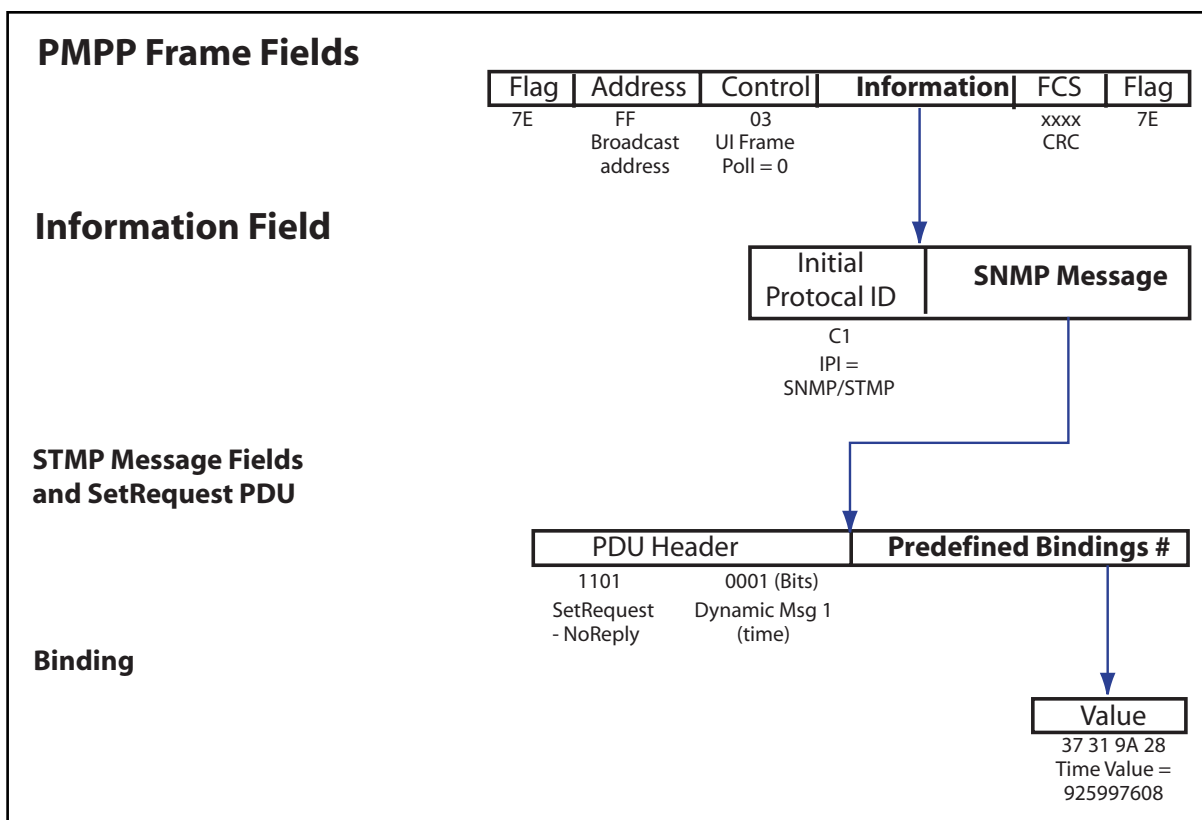 PMPP Frame Fields
Flag Address Control Information FCS Flag
7E FF 03 xxxx 7E
Broadcast UI Frame CRC
address Poll = 0
Information Field
Initial
Protocal ID SNMP Message
C1
IPI =
SNMP/STMP
STMP Message Fields
and SetRequest PDU
PDU Header Predefined Bindings #
1101 0001 (Bits)
SetRequest Dynamic Msg 1
- NoReply (time)
Binding
Value
37 31 9A 28
Time Value =
925997608